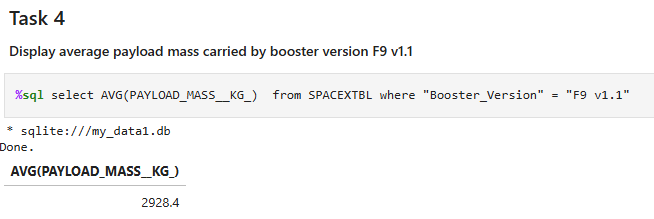 Task 4
Display average payload mass carried by booster version F9 v1.1
%sql select AVG(PAYLOAD_MASS__KG_)  from SPACEXTBL where "Booster_Version" = "F9 v1.1"
* sqlite:///my_data1.db
Done.
AVG(PAYLOAD_MASS__KG_)
2928.4